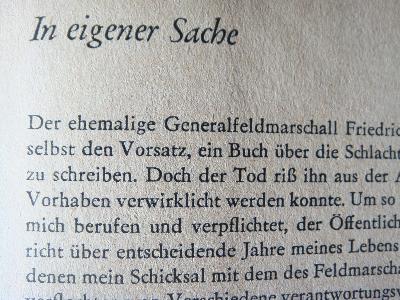 In eigener Sache
Der ehemalige Generalfeldmarschall
selbst den Vorsatz, ein Buch über die
zu schreiben. Doch der Tod riß ihn aus der
Vorhaben verwirklicht werden konnte. Um so
mich berufen und verpflichtet, der
richt über entscheidende Jahre meines Lebens
denen mein Schicksal mit dem des